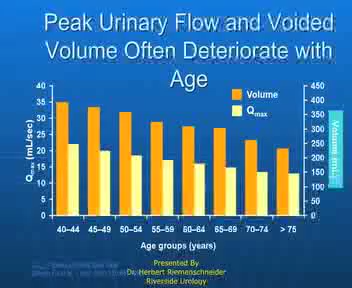 Peak Urinary Flow and Voided
Volume Often Deteriorate with
Age
40
35
30
25
20
15
10
5
0
Qmax (mL/sec)
Volume
Qmax
450
400
350
300
250
200
150
100
50
0
Volume (mL)
40–44
45–49
50–54
55–59
60–64
65–69
70–74
> 75
Age groups (years)
Presented By
Dr. Herbert Riemenschneider
Riverside Urology